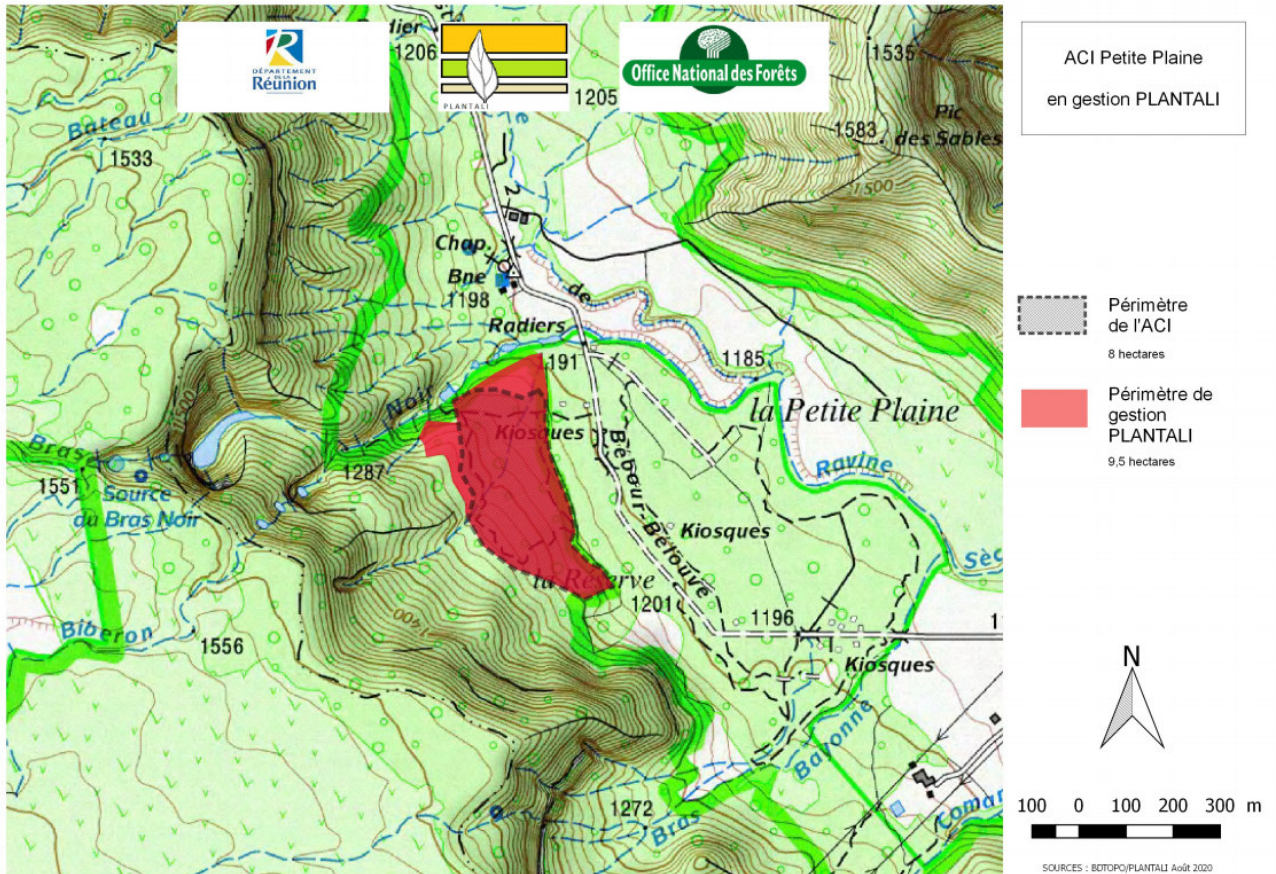 DÉPARTEMENT
DE LA
Réunion
PLANTALI
Office National des Forêts
1206
1205
1535
Bateau
1533
1583
Pic
des Sables
1500
2
Chap.
Bne
1198
de
Radiers
191
1185
la Petite Plaine
Noir
Kiosques
1500
1287
Bras
1551
Source
du Bras Noir
Bébour-Bélouve
Ravine
Kiosques
la Réserve
1201
1196
Kiosques
1400
Biberon
1556
Bayonne
1272
Bras
ACI Petite Plaine
en gestion PLANTALI
Périmètre
de l'ACI
8 hectares
Périmètre de
gestion
PLANTALI
9,5 hectares
N
100 0 100 200 300 m
SOURCES : BDTOPO/PLANTALI Août 2020